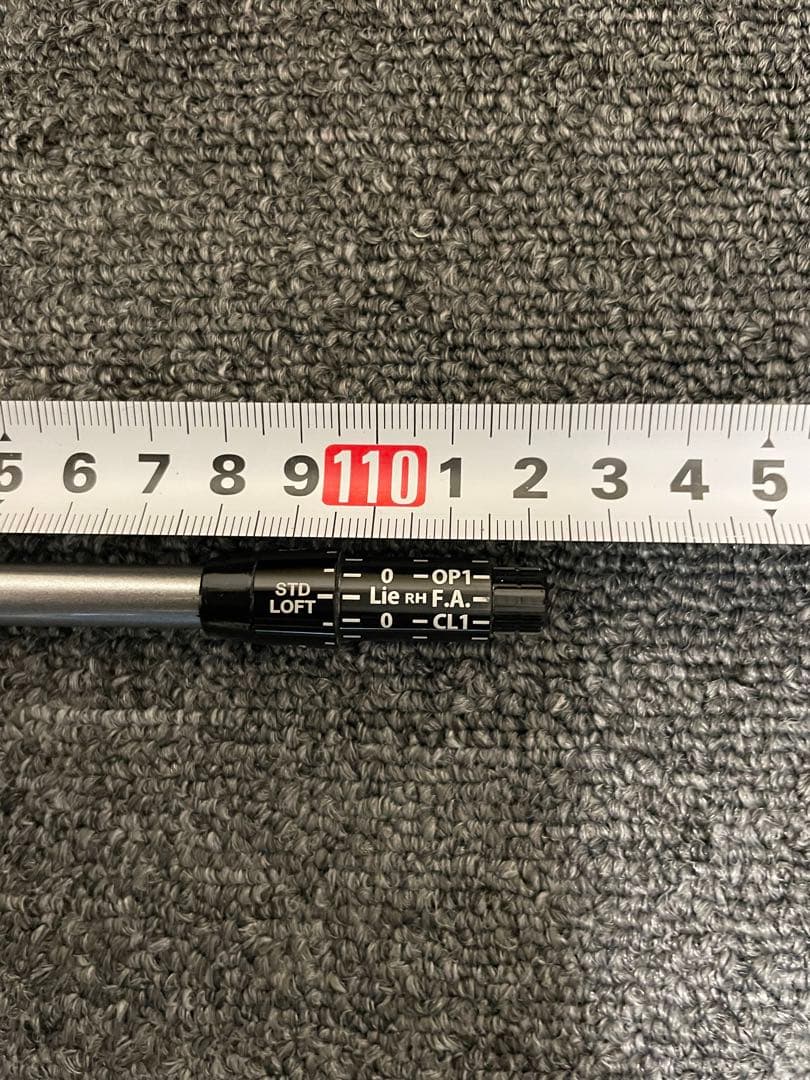 5 6 7 8 9 110 1 2 3 4 5
STD
LOFT
0 OP1
Lie RH F.A.
0 CL1